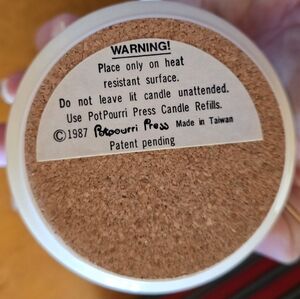 WARNING!
Place only on heat
resistant surface.
Do not leave lit candle unattended.
Use PotPourri Press Candle Refills.
©1987 Potpourri Press Made in Taiwan
Patent pending